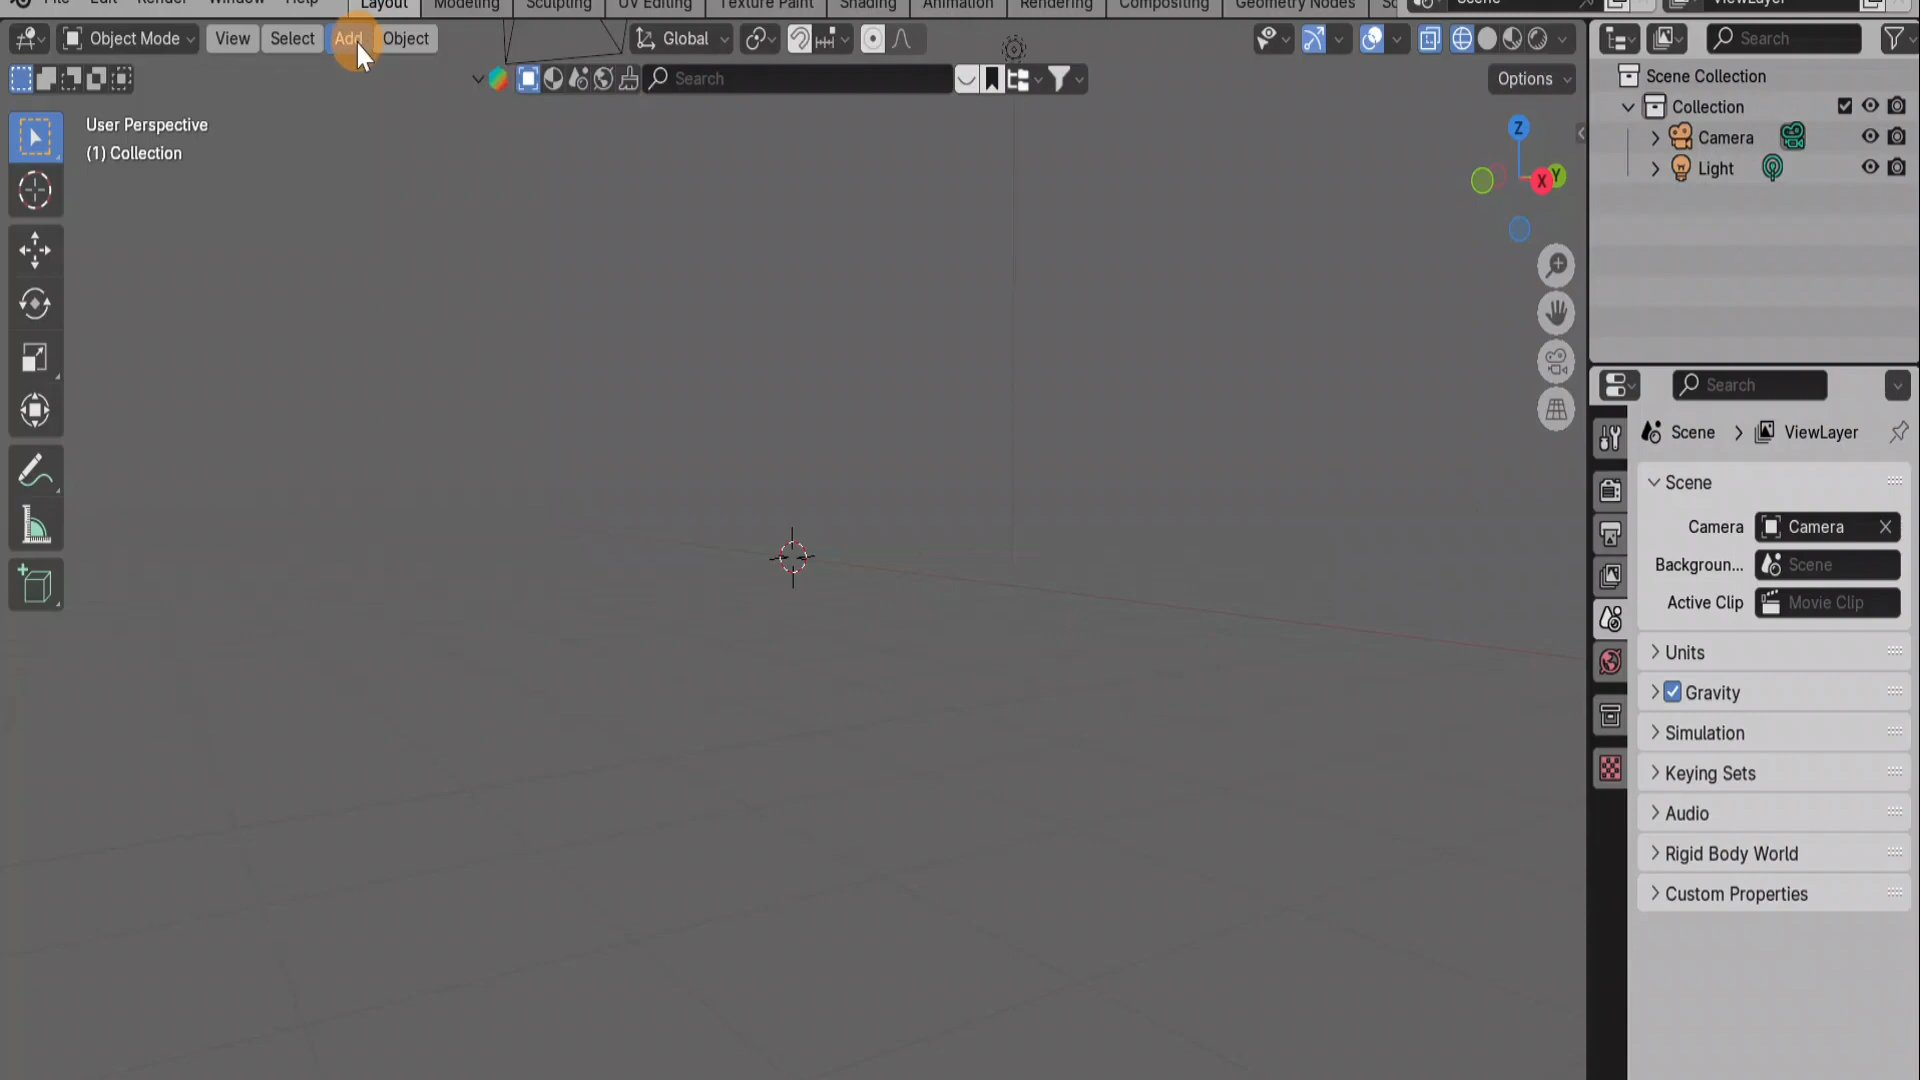 File Edit Render Window Help Layout Modeling Sculpting UV Editing Texture Paint Shading Animation Rendering Compositing Geometry Nodes Sc Scene ViewLayer
Object Mode View Select Add Object Global Search
Search Options
User Perspective
(1) Collection
Z
X
Y
Scene Collection
Collection
Camera
Light
Search
Scene ViewLayer
Scene
Camera Camera
Backgroun... Scene
Active Clip Movie Clip
Units
Gravity
Simulation
Keying Sets
Audio
Rigid Body World
Custom Properties